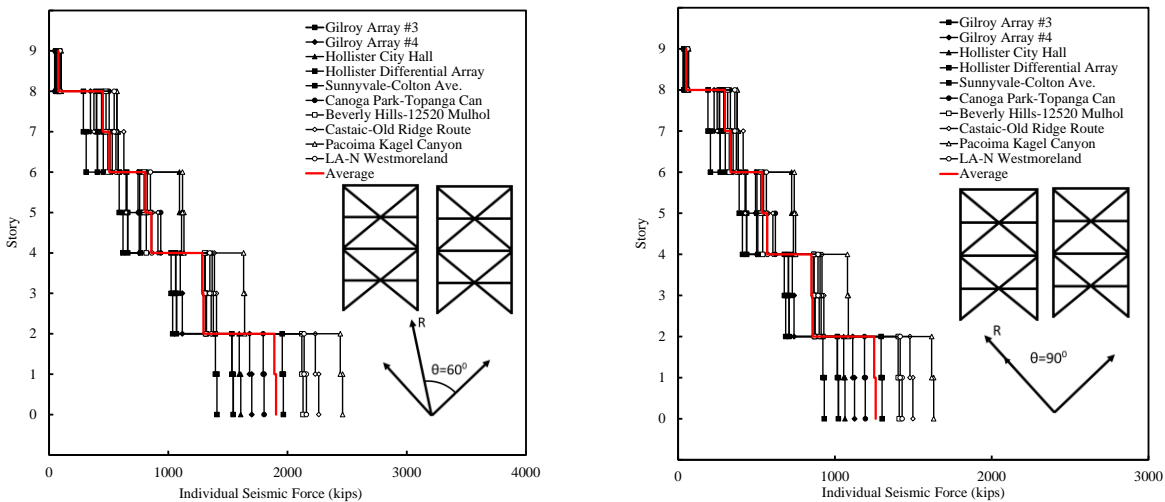 Gilroy Array #3
Gilroy Array #4
Hollister City Hall
Hollister Differential Array
Sunnyvale-Colton Ave.
Canoga Park-Topanga Can
Beverly Hills-12520 Mulhol
Castaic-Old Ridge Route
Pacoima Kagel Canyon
LA-N Westmoreland
Average
9
8
7
6
5
4
3
2
1
0
Story
R
θ=60⁰
0
1000
2000
3000
4000
Individual Seismic Force (kips)
Gilroy Array #3
Gilroy Array #4
Hollister City Hall
Hollister Differential Array
Sunnyvale-Colton Ave.
Canoga Park-Topanga Can
Beverly Hills-12520 Mulhol
Castaic-Old Ridge Route
Pacoima Kagel Canyon
LA-N Westmoreland
Average
9
8
7
6
5
4
3
2
1
0
Story
R
θ=90⁰
0
1000
2000
3000
Individual Seismic Force (kips)